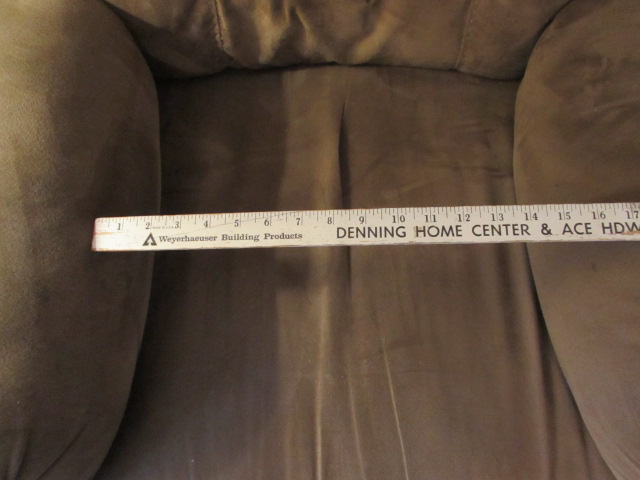 1 2 3 4 5 6 7 8 9 10 11 12 13 14 15 16 17
Weyerhaeuser Building Products DENNING HOME CENTER & ACE HDW